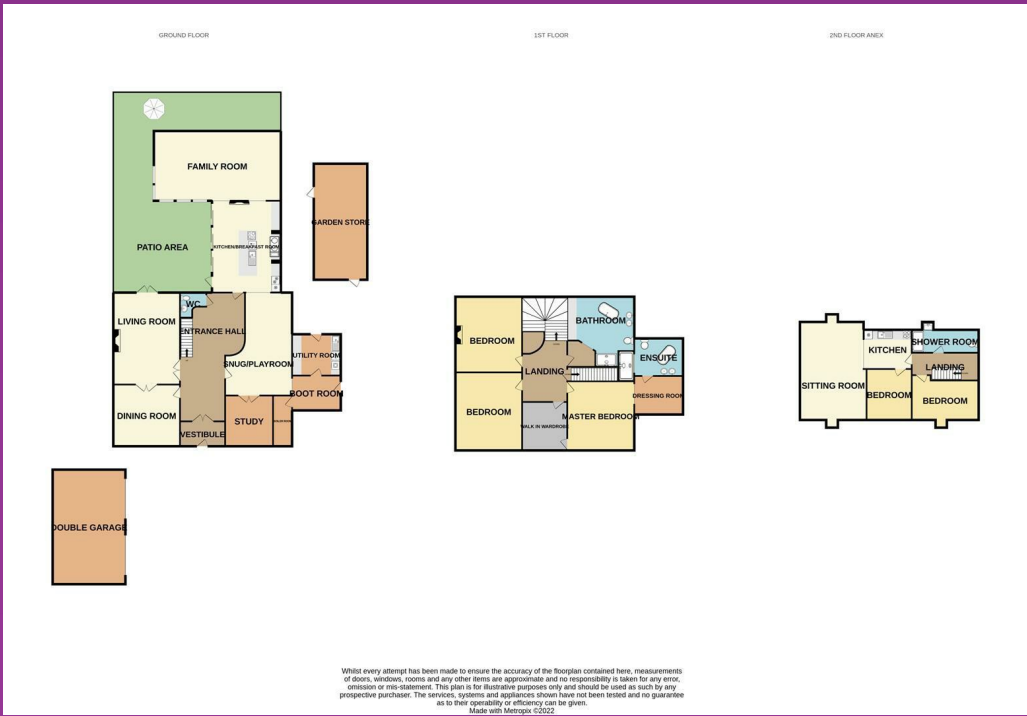 GROUND FLOOR
1ST FLOOR
2ND FLOOR ANEX
FAMILY ROOM
GARDEN STORE
PATIO AREA
KITCHEN/BREAKFAST ROOM
WC
LIVING ROOM
ENTRANCE HALL
UTILITY ROOM
SNUG/PLAYROOM
BOOT ROOM
DINING ROOM
STUDY
VESTIBULE
DOUBLE GARAGE
BATHROOM
BEDROOM
ENSUITE
LANDING
DRESSING ROOM
BEDROOM
MASTER BEDROOM
WALK IN WARDROBE
SHOWER ROOM
KITCHEN
LANDING
SITTING ROOM
BEDROOM
BEDROOM
Whilst every attempt has been made to ensure the accuracy of the floorplan contained here, measurements
of doors, windows, rooms and any other items are approximate and no responsibility is taken for any error,
omission or mis-statement. This plan is for illustrative purposes only and should be used as such by any
prospective purchaser. The services, systems and appliances shown have not been tested and no guarantee
as to their operability or efficiency can be given.
Made with Metropix ©2022